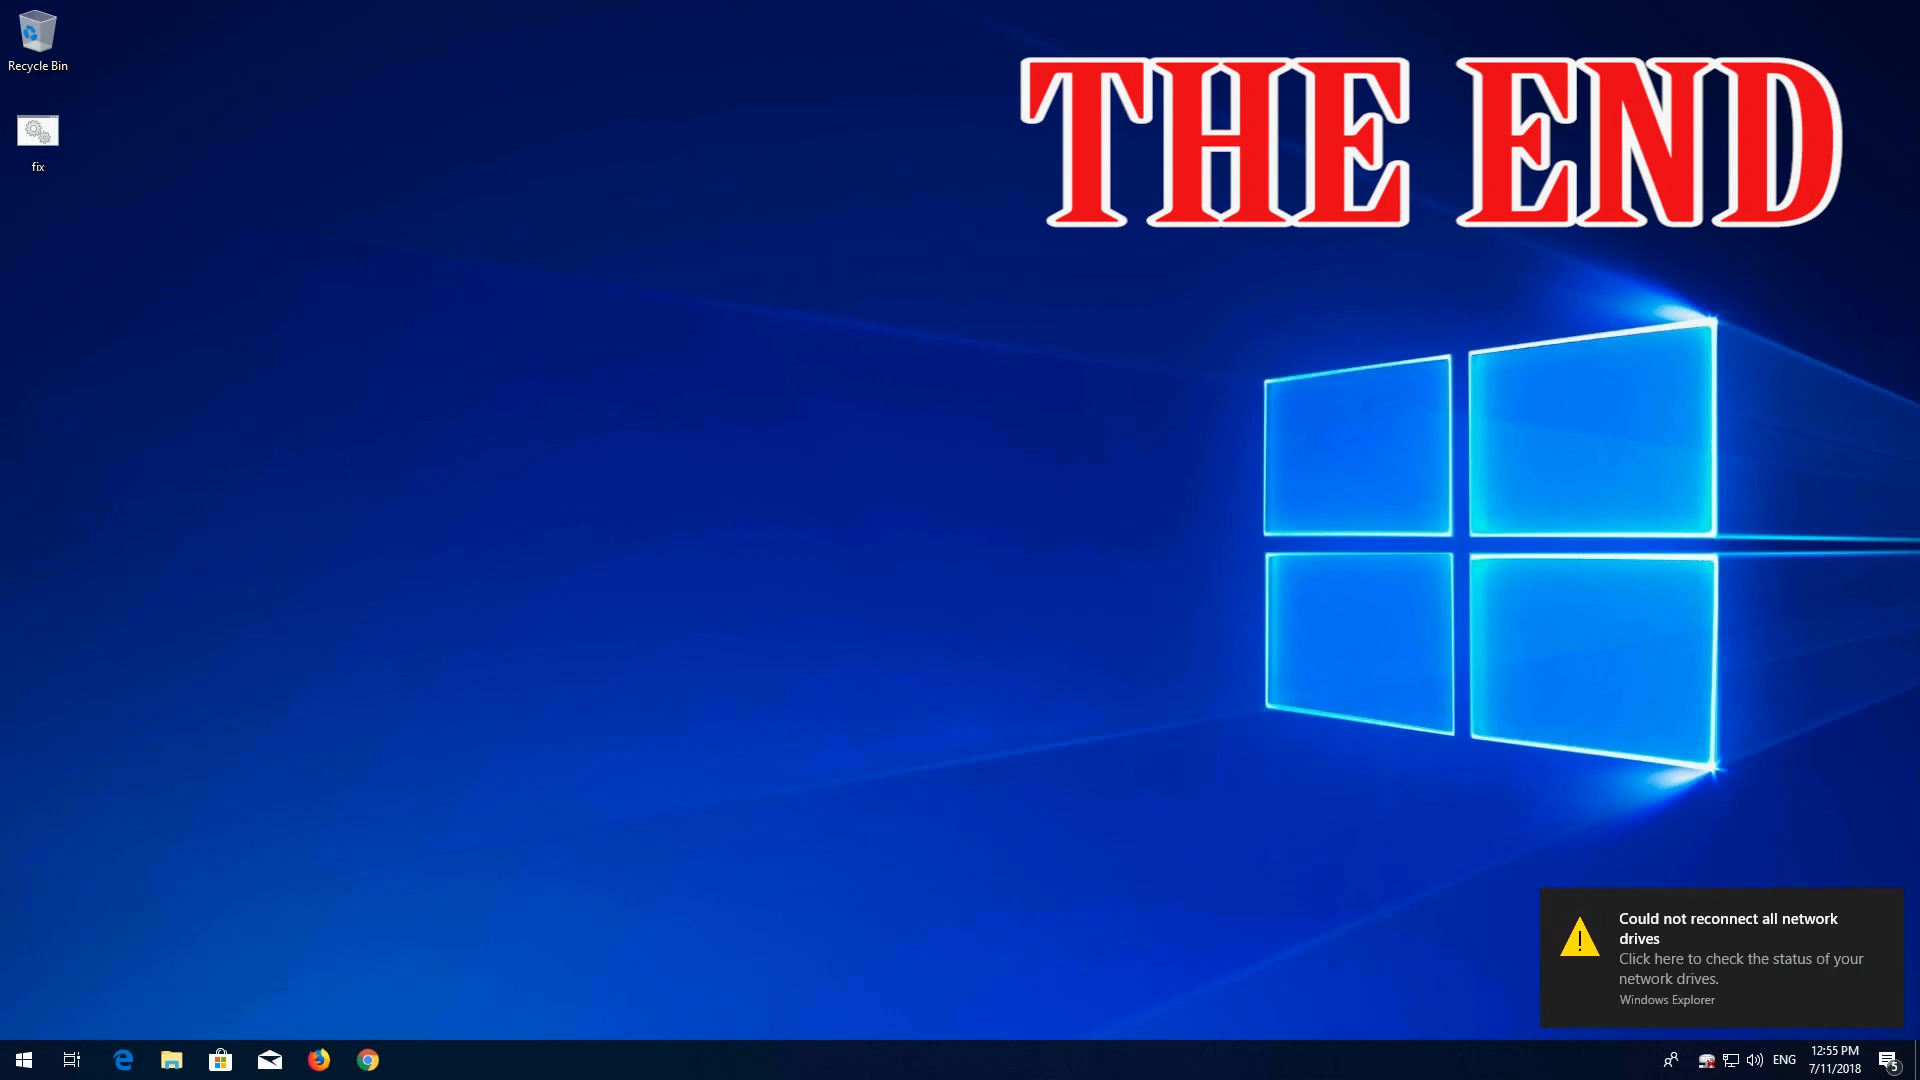 Recycle Bin
fix
THE END
Could not reconnect all network
drives
Click here to check the status of your
network drives.
Windows Explorer
ENG
12:55 PM
7/11/2018
5